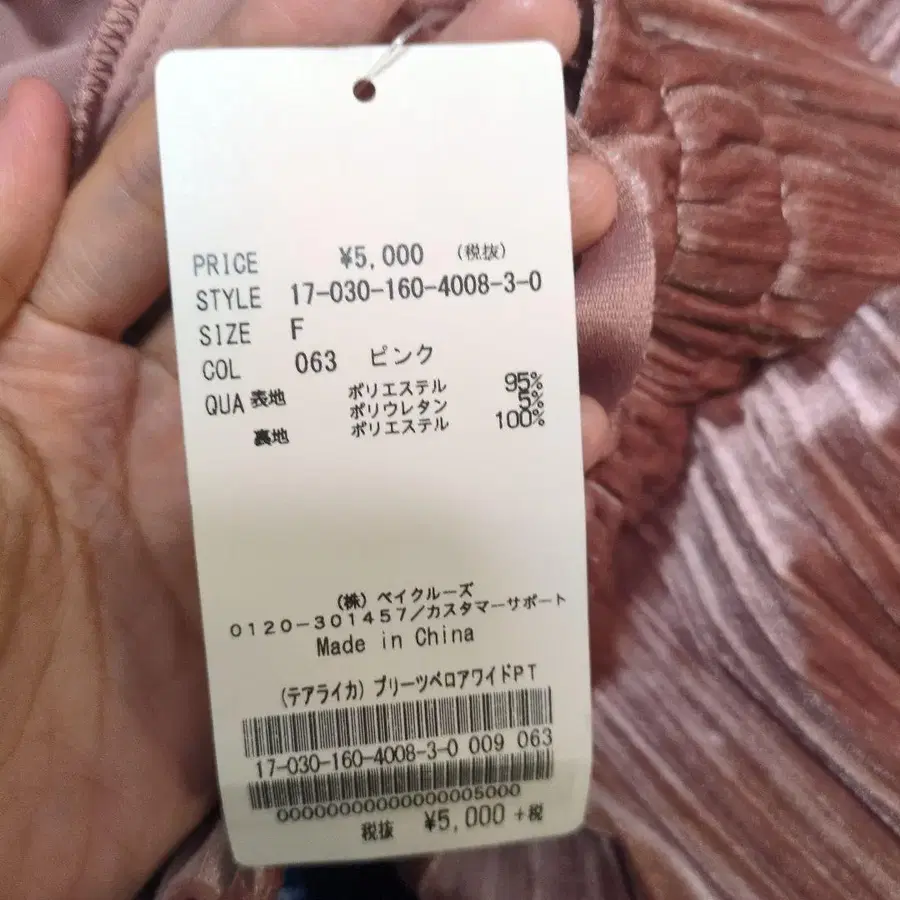 PRICE ¥5,000 (税抜)
STYLE 17-030-160-4008-3-0
SIZE F
COL 063 ピンク
QUA 表地 ポリエステル 95%
ポリウレタン 5%
裏地 ポリエステル 100%
(株) ベイクルーズ
0120-301457/カスタマーサポート
Made in China
(テアライカ) プリーツベロアワイドPT
17-030-160-4008-3-0 009 063
00000000000000005000
税抜 ¥5,000 +税